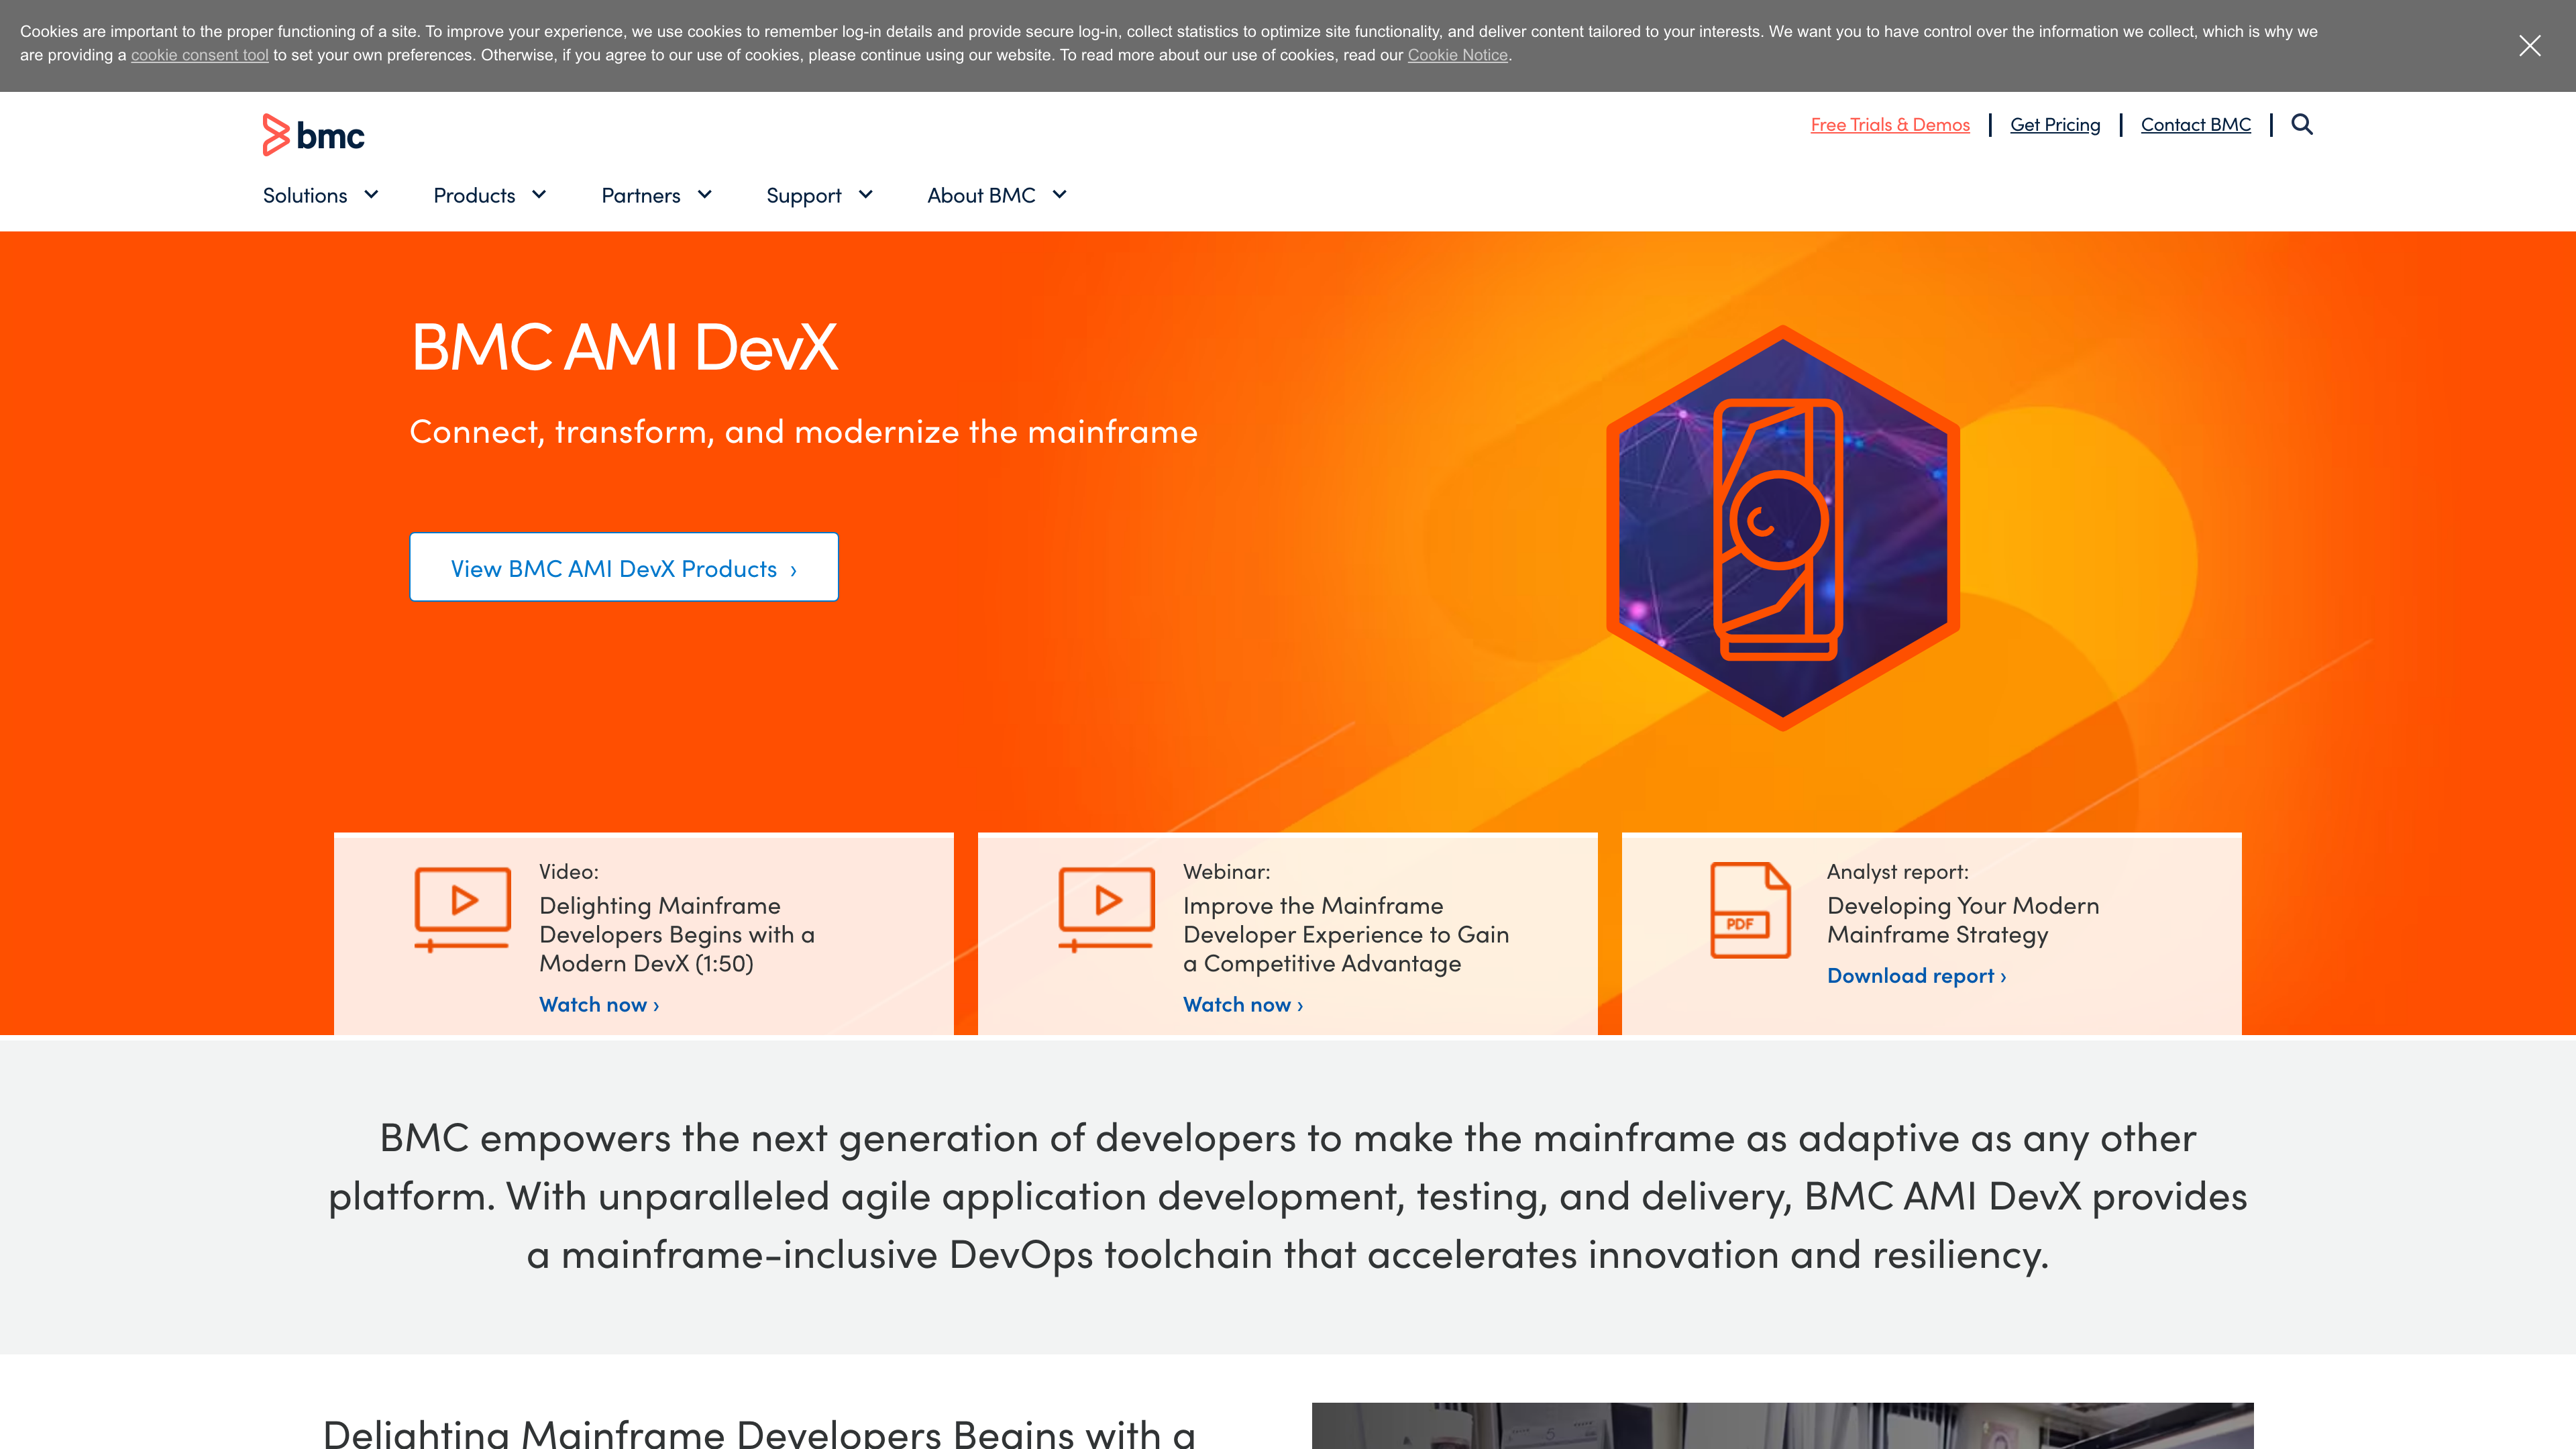 Cookies are important to the proper functioning of a site. To improve your experience, we use cookies to remember log-in details and provide secure log-in, collect statistics to optimize site functionality, and deliver content tailored to your interests. We want you to have control over the information we collect, which is why we
are providing a cookie consent tool to set your own preferences. Otherwise, if you agree to our use of cookies, please continue using our website. To read more about our use of cookies, read our Cookie Notice.
bmc
Free Trials & Demos
Get Pricing
Contact BMC
Solutions
Products
Partners
Support
About BMC
BMC AMI DevX
Connect, transform, and modernize the mainframe
View BMC AMI DevX Products ›
Video:
Delighting Mainframe
Developers Begins with a
Modern DevX (1:50)
Watch now ›
Webinar:
Improve the Mainframe
Developer Experience to Gain
a Competitive Advantage
Watch now ›
PDF
Analyst report:
Developing Your Modern
Mainframe Strategy
Download report ›
BMC empowers the next generation of developers to make the mainframe as adaptive as any other
platform. With unparalleled agile application development, testing, and delivery, BMC AMI DevX provides
a mainframe-inclusive DevOps toolchain that accelerates innovation and resiliency.
Delighting Mainframe Developers Begins with a